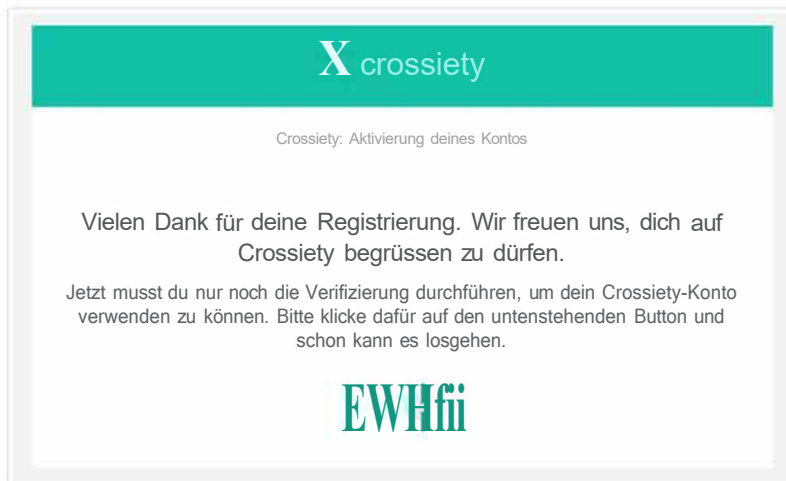 X crossiety
Crossiety: Aktivierung deines Kontos
Vielen Dank für deine Registrierung. Wir freuen uns, dich auf
Crossiety begrüssen zu dürfen.
Jetzt musst du nur noch die Verifizierung durchführen, um dein Crossiety-Konto
verwenden zu können. Bitte klicke dafür auf den untenstehenden Button und
schon kann es losgehen.